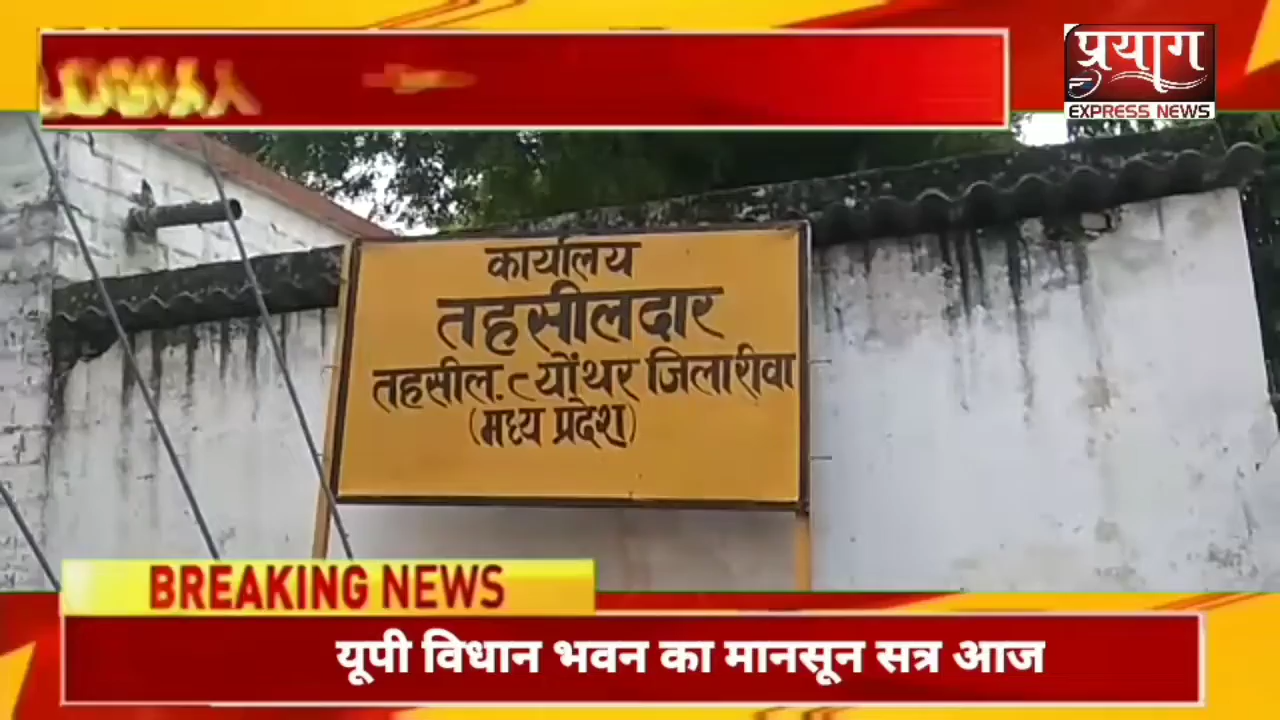 प्रयाग
EXPRESS NEWS
कार्यालय
तहसीलदार
तहसील. त्योंथर जिला रीवा
(मध्य प्रदेश)
BREAKING NEWS
यूपी विधान भवन का मानसून सत्र आज